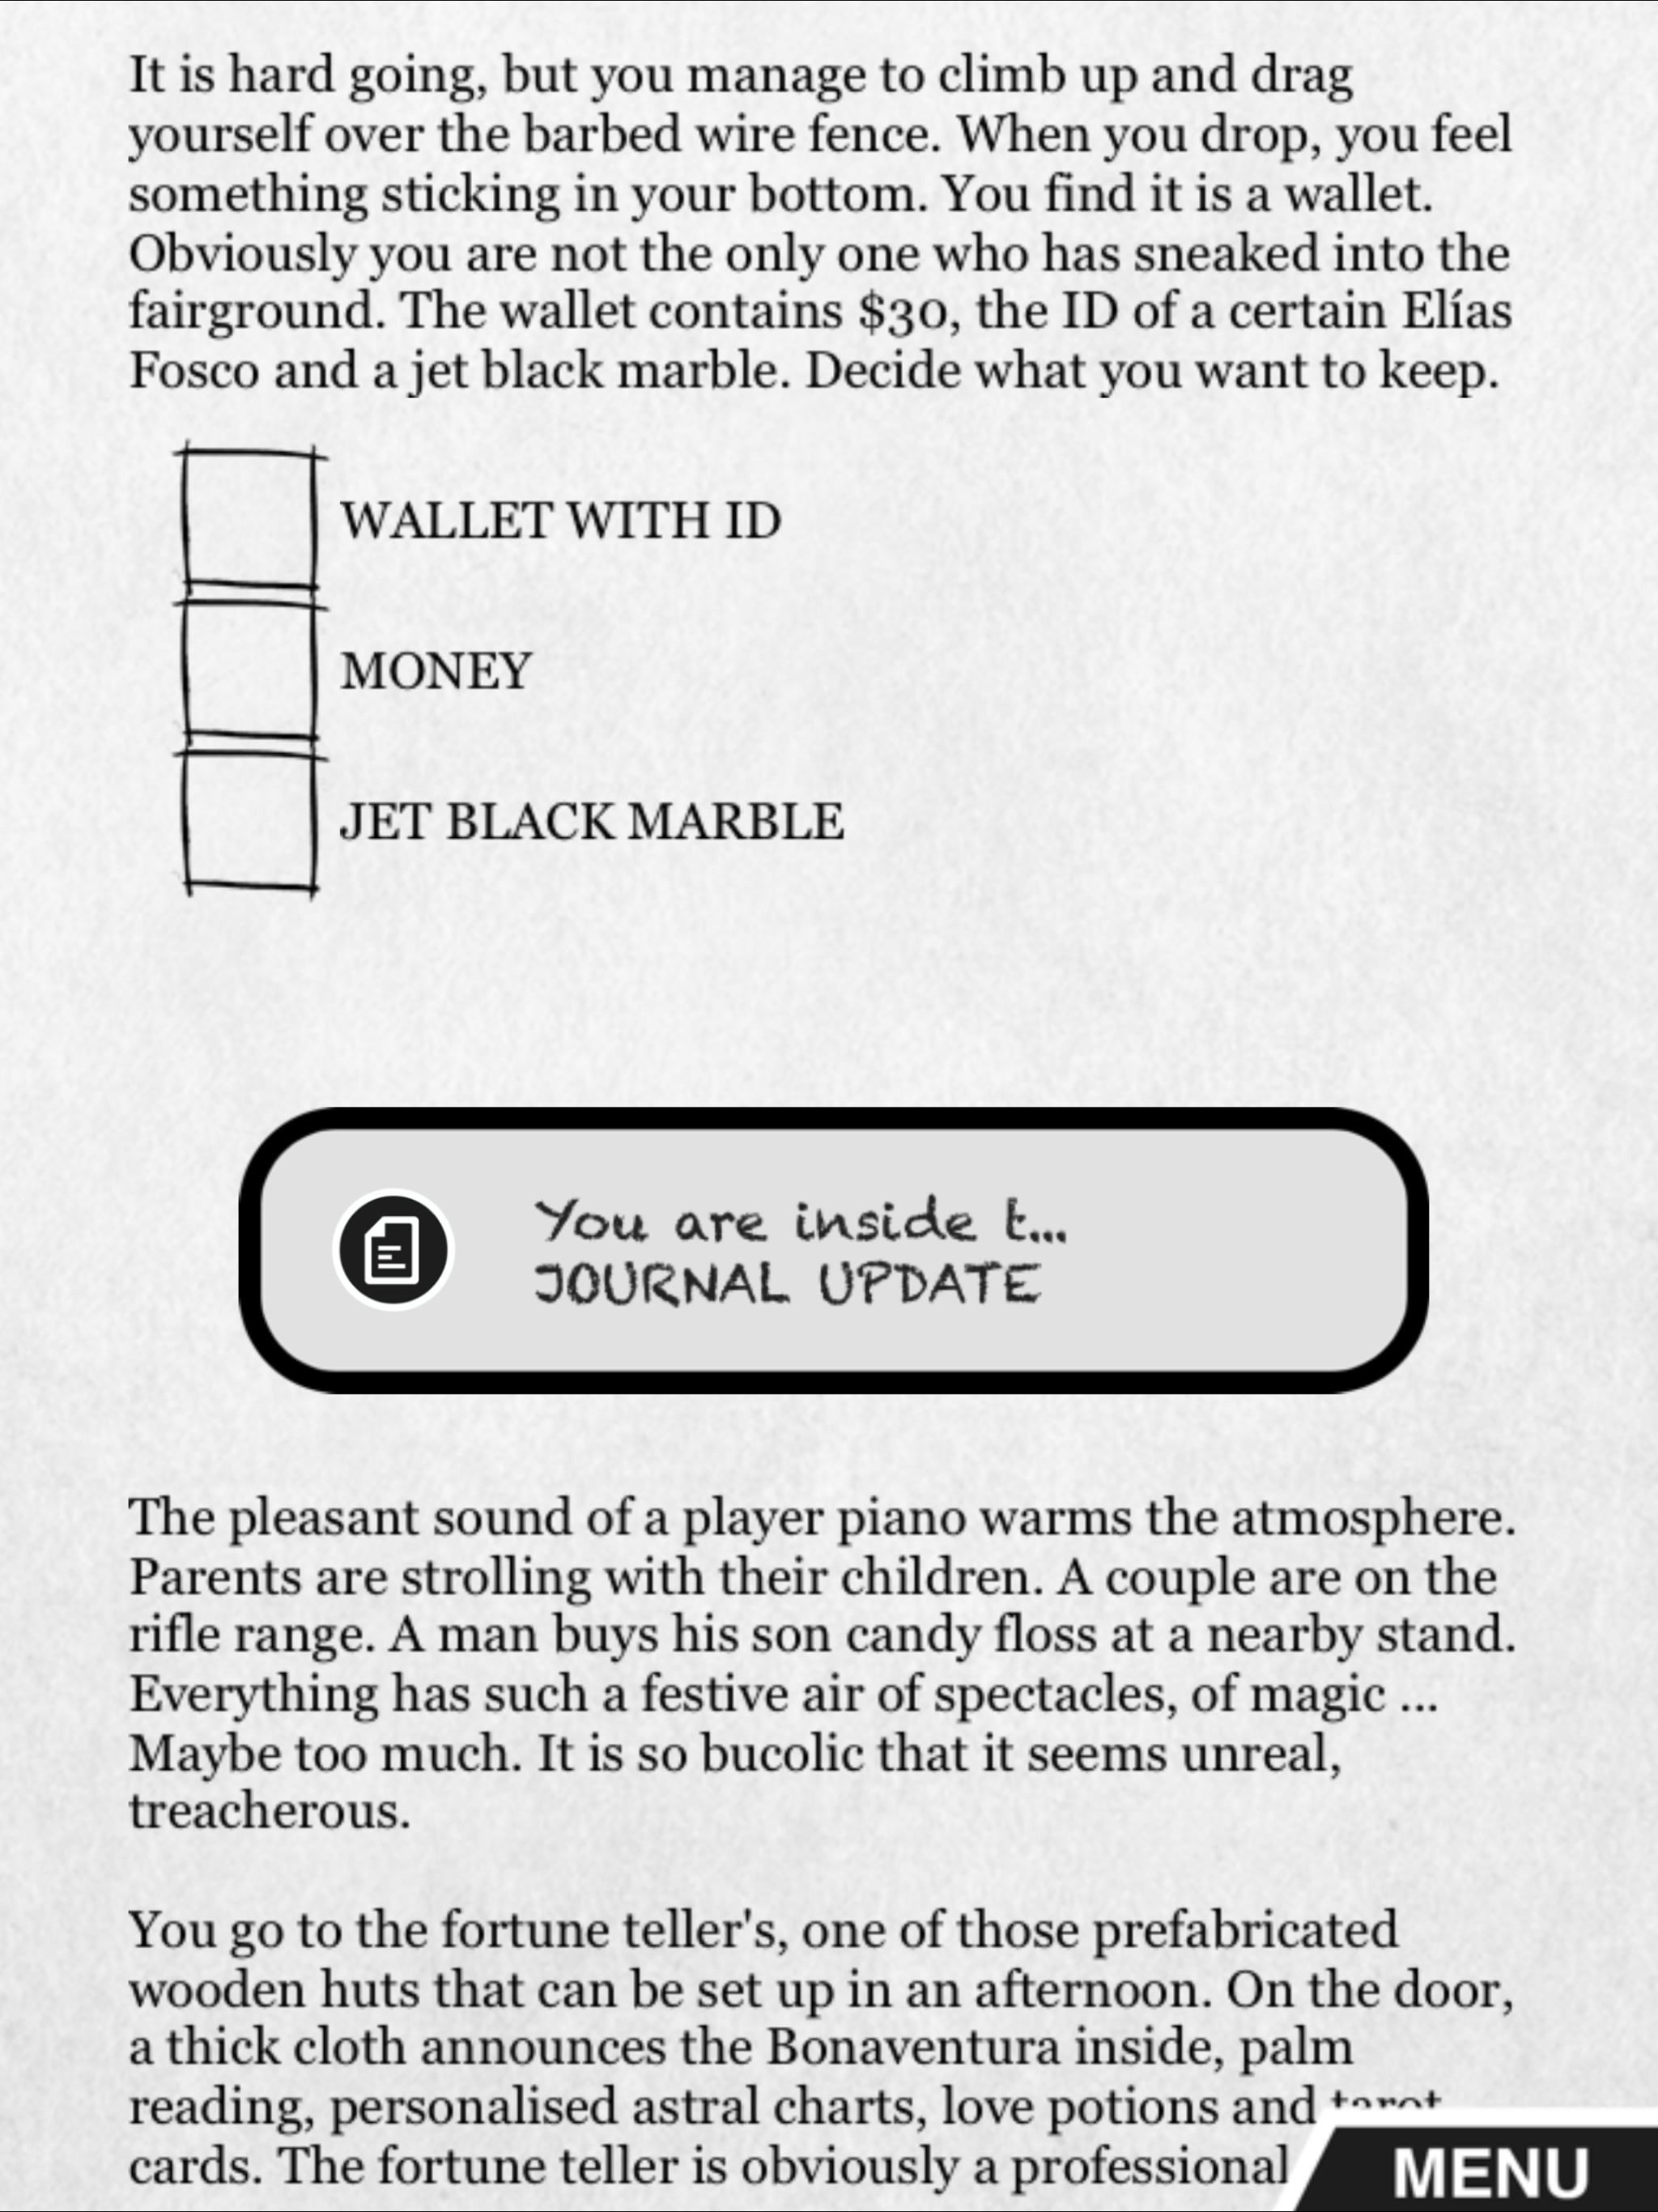 It is hard going, but you manage to climb up and drag
yourself over the barbed wire fence. When you drop, you feel
something sticking in your bottom. You find it is a wallet.
Obviously you are not the only one who has sneaked into the
fairground. The wallet contains $30, the ID of a certain Elías
Fosco and a jet black marble. Decide what you want to keep.
WALLET WITH ID
MONEY
JET BLACK MARBLE
You are inside t...
JOURNAL UPDATE
The pleasant sound of a player piano warms the atmosphere.
Parents are strolling with their children. A couple are on the
rifle range. A man buys his son candy floss at a nearby stand.
Everything has such a festive air of spectacles, of magic ...
Maybe too much. It is so bucolic that it seems unreal,
treacherous.
You go to the fortune teller's, one of those prefabricated
wooden huts that can be set up in an afternoon. On the door,
a thick cloth announces the Bonaventura inside, palm
reading, personalised astral charts, love potions and tarot
cards. The fortune teller is obviously a professional
MENU